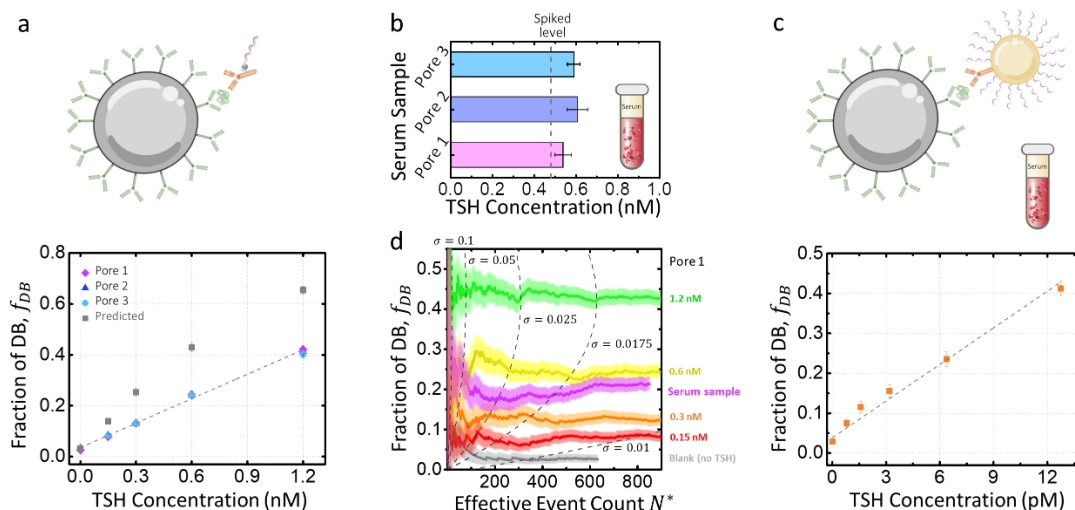 a
Fraction of DB, f_DB
0.8
0.6
0.4
0.2
0.0
Pore 1
Pore 2
Pore 3
Predicted
0.0 0.3 0.6 0.9 1.2
TSH Concentration (nM)
b
Spiked
level
Serum Sample
Pore 3
Pore 2
Pore 1
Serum
0.0 0.2 0.4 0.6 0.8 1.0
TSH Concentration (nM)
d
σ = 0.1
σ = 0.05
σ = 0.025
σ = 0.0175
σ = 0.01
Fraction of DB, f_DB
0.5
0.4
0.3
0.2
0.1
0.0
Pore 1
1.2 nM
0.6 nM
Serum sample
0.3 nM
0.15 nM
Blank (no TSH)
200 400 600 800
Effective Event Count N*
c
Serum
Fraction of DB, f_DB
0.5
0.4
0.3
0.2
0.1
0.0
0 3 6 9 12
TSH Concentration (pM)